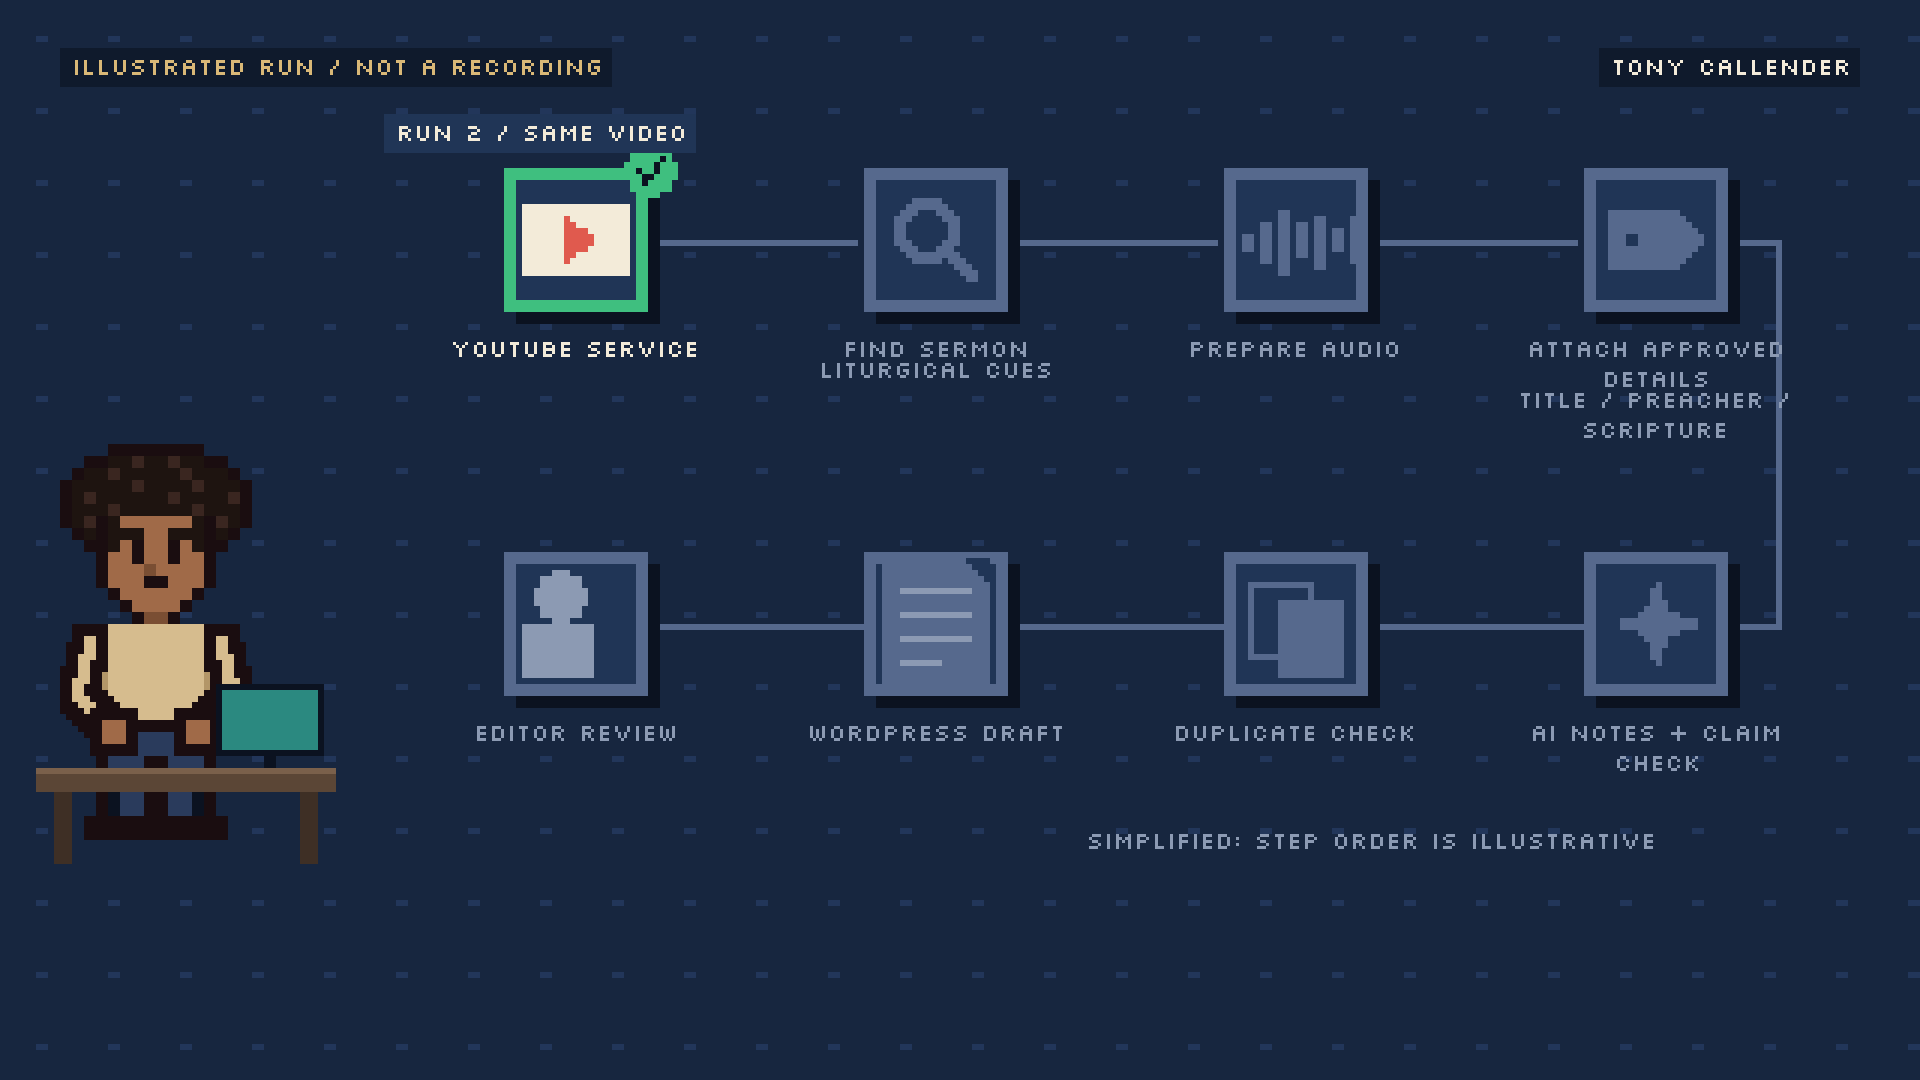 ILLUSTRATED RUN / NOT A RECORDING
TONY CALLENDER
RUN 2 / SAME VIDEO
YOUTUBE SERVICE
FIND SERMON
LITURGICAL CUES
PREPARE AUDIO
ATTACH APPROVED
DETAILS
TITLE / PREACHER /
SCRIPTURE
EDITOR REVIEW
WORDPRESS DRAFT
DUPLICATE CHECK
AI NOTES + CLAIM
CHECK
SIMPLIFIED: STEP ORDER IS ILLUSTRATIVE